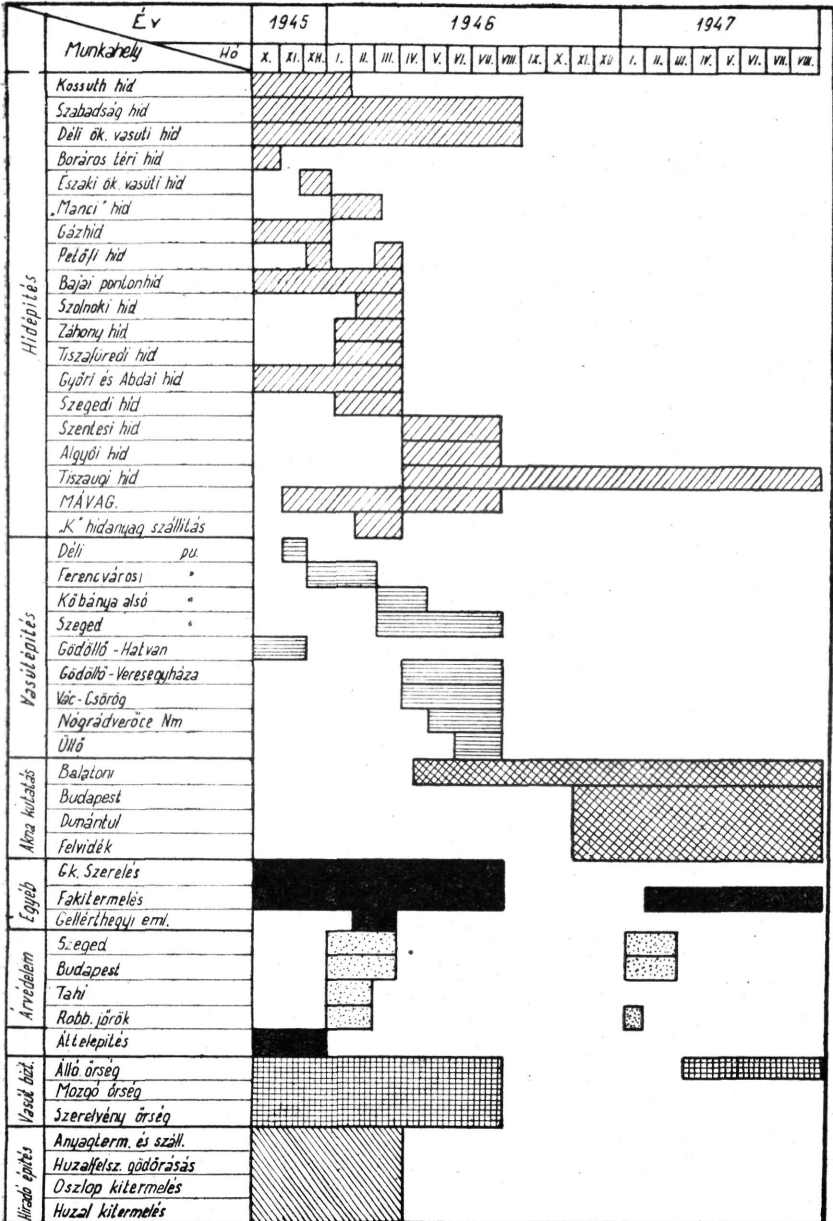 Év 1945 1946 1947
Munkahely Hó X. XI. XII. I. II. III. IV. V. VI. VII. VIII. IX. X. XI. XII I. II. III. IV. V. VI. VII. VIII.
Hídépítés
Kossuth híd
Szabadság híd
Déli ök. vasuti híd
Boráros téri híd
Északi ök. vasúti híd
„Manci" híd
Gázhíd
Petőfi híd
Bajai pontonhíd
Szolnoki híd
Záhony híd
Tiszafüredi híd
Győri és Abdai híd
Szegedi híd
Szentesi híd
Algyői híd
Tiszaugi híd
MÁVAG.
„K" hídanyag szállítás
Vasútépítés
Déli pu.
Ferencvárosi "
Kőbánya alsó "
Szeged "
Gödöllő - Hatvan
Gödöllő - Veresegyháza
Vác - Csörög
Nógrádverőce Nm
Üllő
Akna kutatás
Balaton
Budapest
Dunántul
Felvidék
Egyéb
Gk. Szerelés
Fakitermelés
Gellérthegyi eml.
Árvédelem
Szeged
Budapest
Tahi
Robb. járők
Áttelepítés
Vasút bizt.
Álló őrség
Mozgó őrség
Szerelvény őrség
Híradó építés
Anyagterm. és száll.
Huzalfelsz. gödörásás
Oszlop kitermelés
Huzal kitermelés